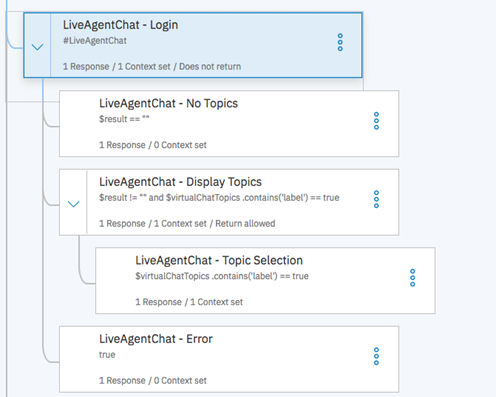 LiveAgentChat - Login
#LiveAgentChat
1 Response / 1 Context set / Does not return
LiveAgentChat - No Topics
$result == ""
1 Response / 0 Context set
LiveAgentChat - Display Topics
$result != "" and $virtualChatTopics .contains('label') == true
1 Response / 1 Context set / Return allowed
LiveAgentChat - Topic Selection
$virtualChatTopics .contains('label') == true
1 Response / 1 Context set
LiveAgentChat - Error
true
1 Response / 0 Context set